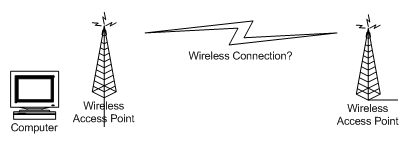 Wireless Connection?
Wireless
Access Point
Computer
Wireless
Access Point